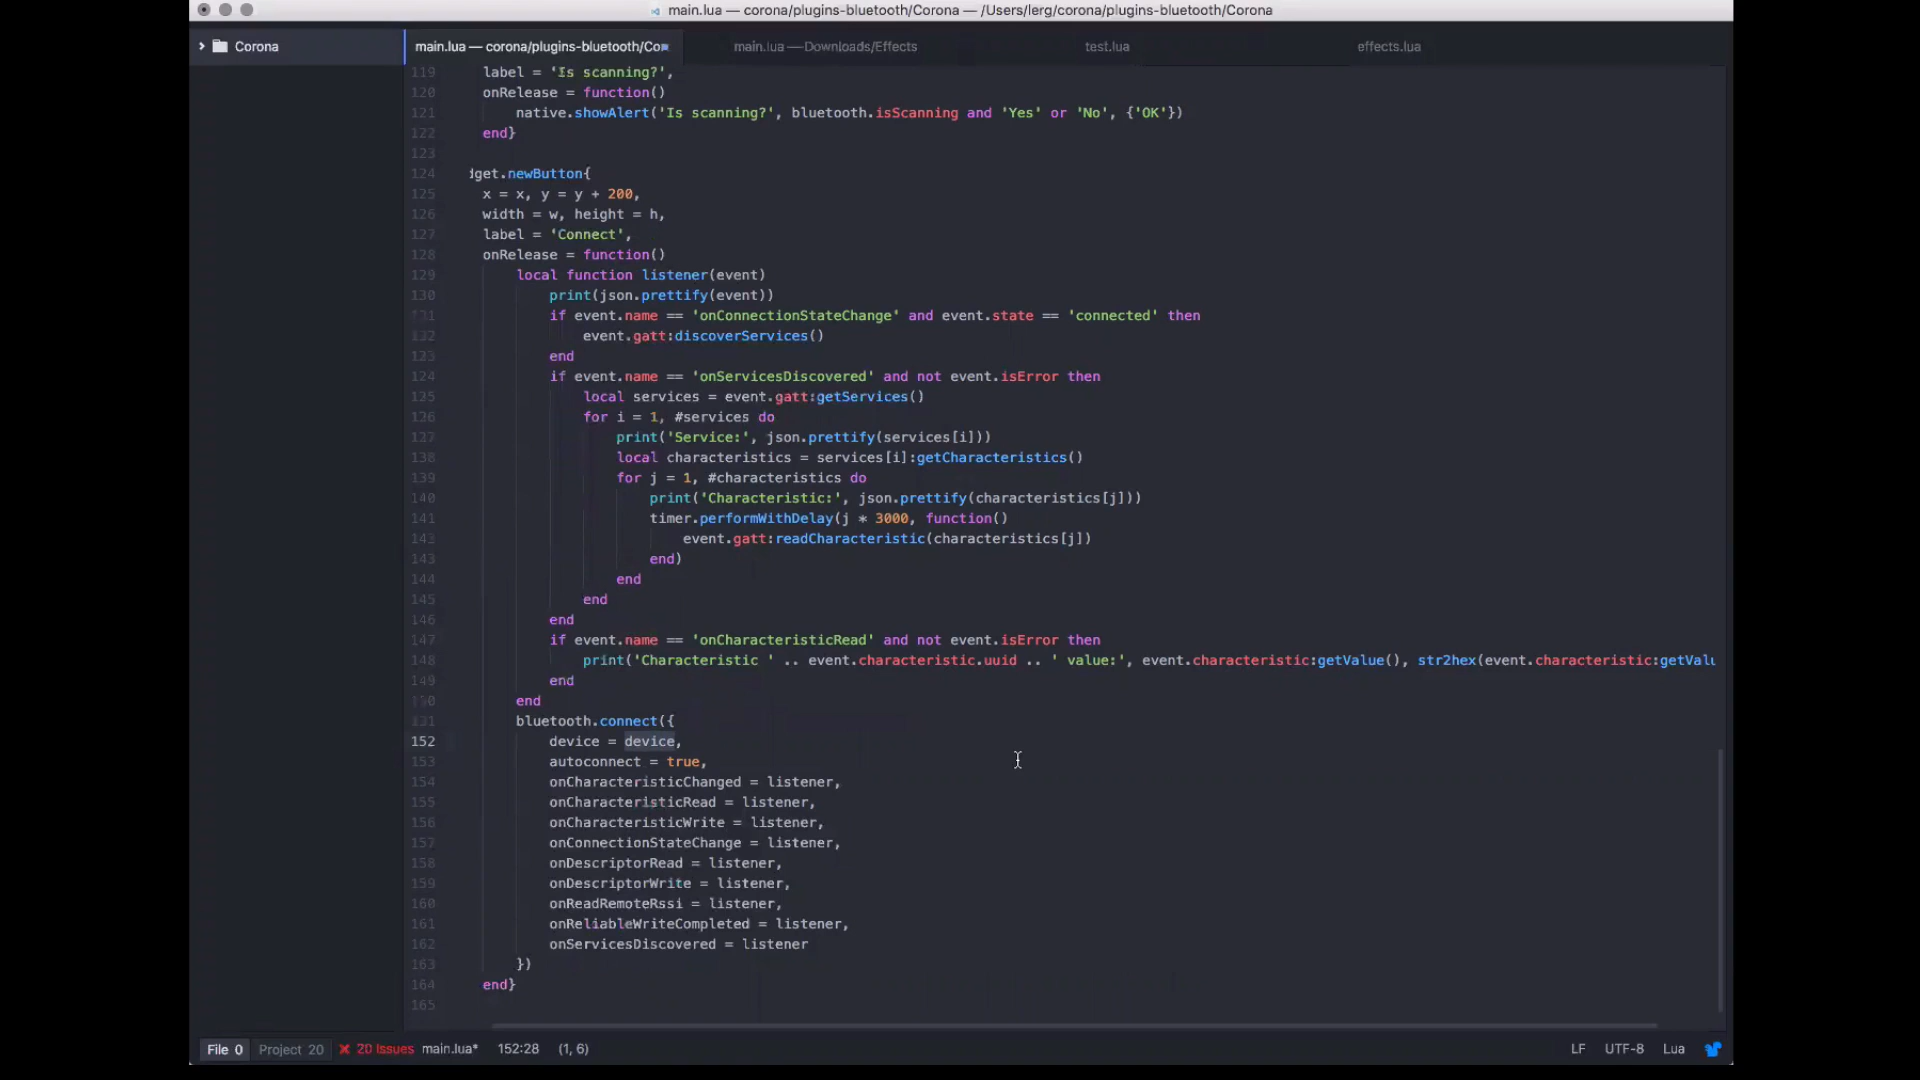 main.lua — corona/plugins-bluetooth/Corona — /Users/lerg/corona/plugins-bluetooth/Corona
Corona
main.lua — corona/plugins-bluetooth/Co
main.lua — Downloads/Effects
test.lua
effects.lua
119 label = 'Is scanning?',
120 onRelease = function()
121 native.showAlert('Is scanning?', bluetooth.isScanning and 'Yes' or 'No', {'OK'})
122 end}
123
124 dget.newButton{
125 x = x, y = y + 200,
126 width = w, height = h,
127 label = 'Connect',
128 onRelease = function()
129 local function listener(event)
130 print(json.prettify(event))
131 if event.name == 'onConnectionStateChange' and event.state == 'connected' then
132 event.gatt:discoverServices()
123 end
124 if event.name == 'onServicesDiscovered' and not event.isError then
135 local services = event.gatt:getServices()
136 for i = 1, #services do
137 print('Service:', json.prettify(services[i]))
138 local characteristics = services[i]:getCharacteristics()
139 for j = 1, #characteristics do
140 print('Characteristic:', json.prettify(characteristics[j]))
141 timer.performWithDelay(j * 3000, function()
143 event.gatt:readCharacteristic(characteristics[j])
143 end)
144 end
145 end
146 end
147 if event.name == 'onCharacteristicRead' and not event.isError then
148 print('Characteristic ' .. event.characteristic.uuid .. ' value:', event.characteristic:getValue(), str2hex(event.characteristic:getValu
149 end
150 end
131 bluetooth.connect({
152 device = device,
153 autoconnect = true,
154 onCharacteristicChanged = listener,
155 onCharacteristicRead = listener,
156 onCharacteristicWrite = listener,
157 onConnectionStateChange = listener,
158 onDescriptorRead = listener,
159 onDescriptorWrite = listener,
160 onReadRemoteRssi = listener,
161 onReliableWriteCompleted = listener,
162 onServicesDiscovered = listener
163 })
164 end}
165
File 0 Project 20 20 Issues main.lua* 152:28 (1, 6) LF UTF-8 Lua